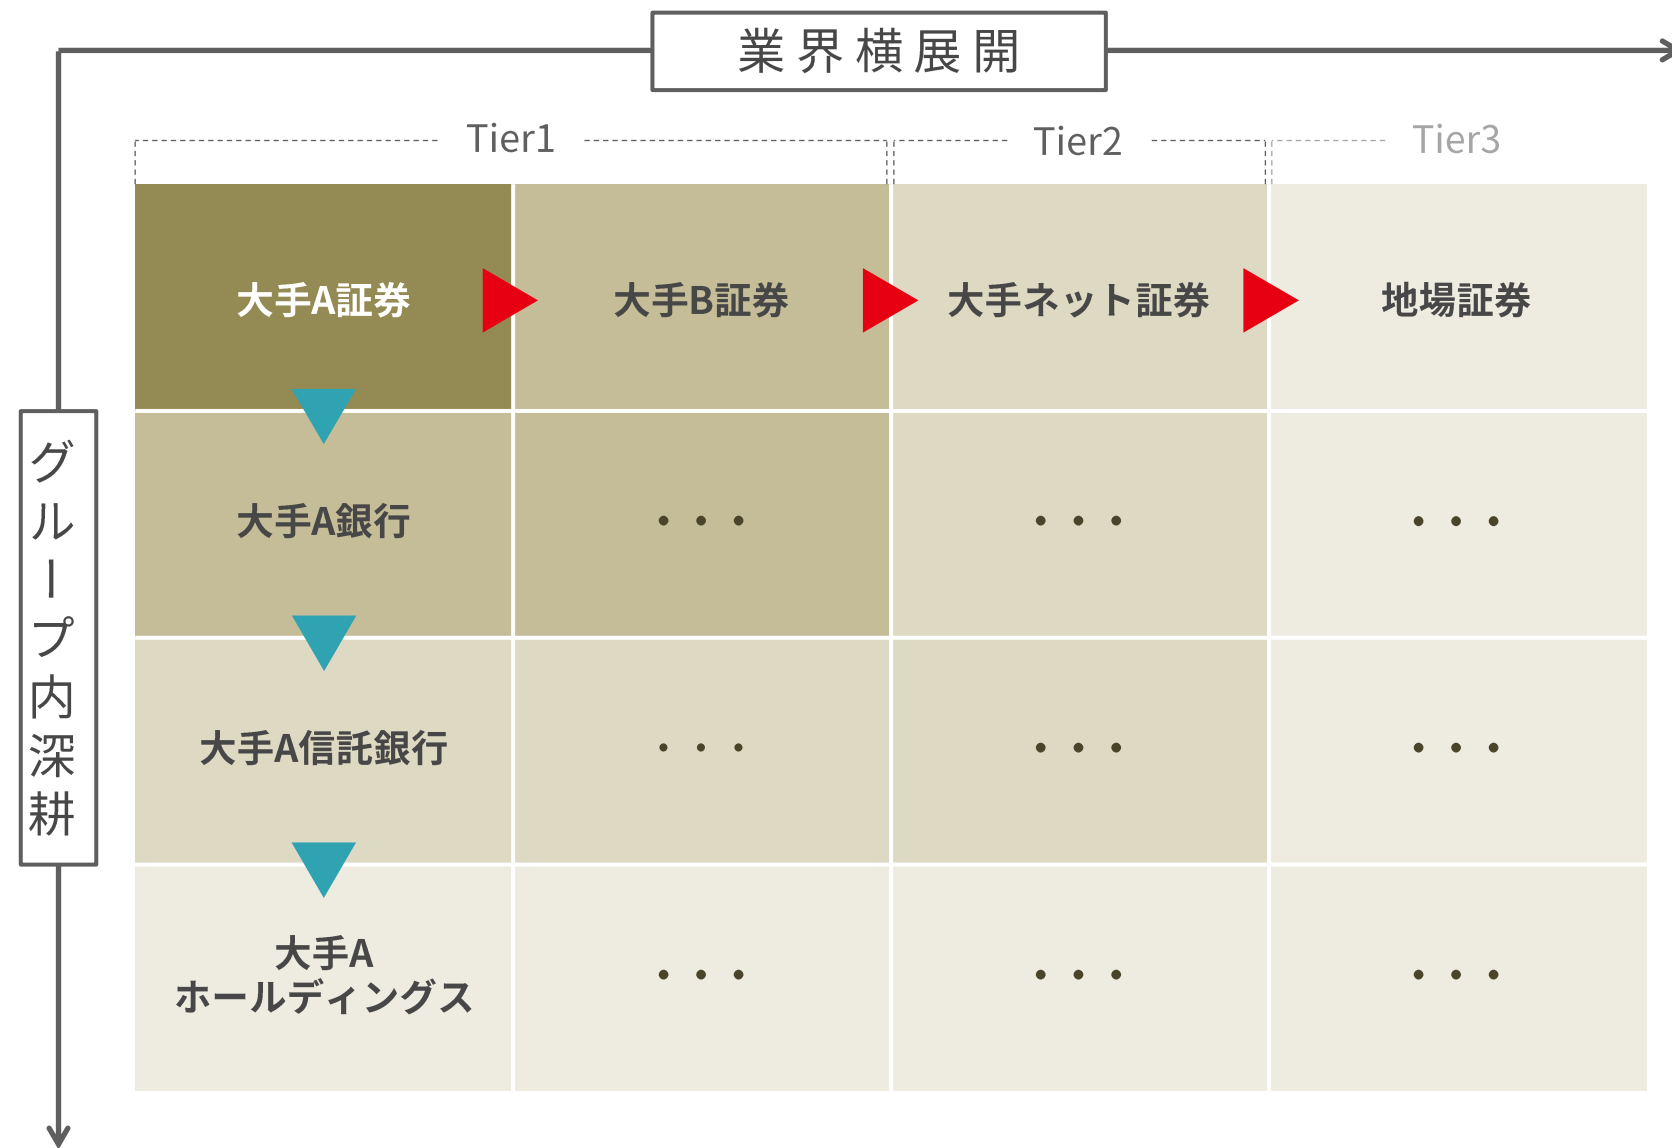 業界横展開
Tier1
Tier2
Tier3
グループ内深耕
大手A証券
大手B証券
大手ネット証券
地場証券
大手A銀行
・・・
・・・
・・・
大手A信託銀行
・・・
・・・
・・・
大手A
ホールディングス
・・・
・・・
・・・